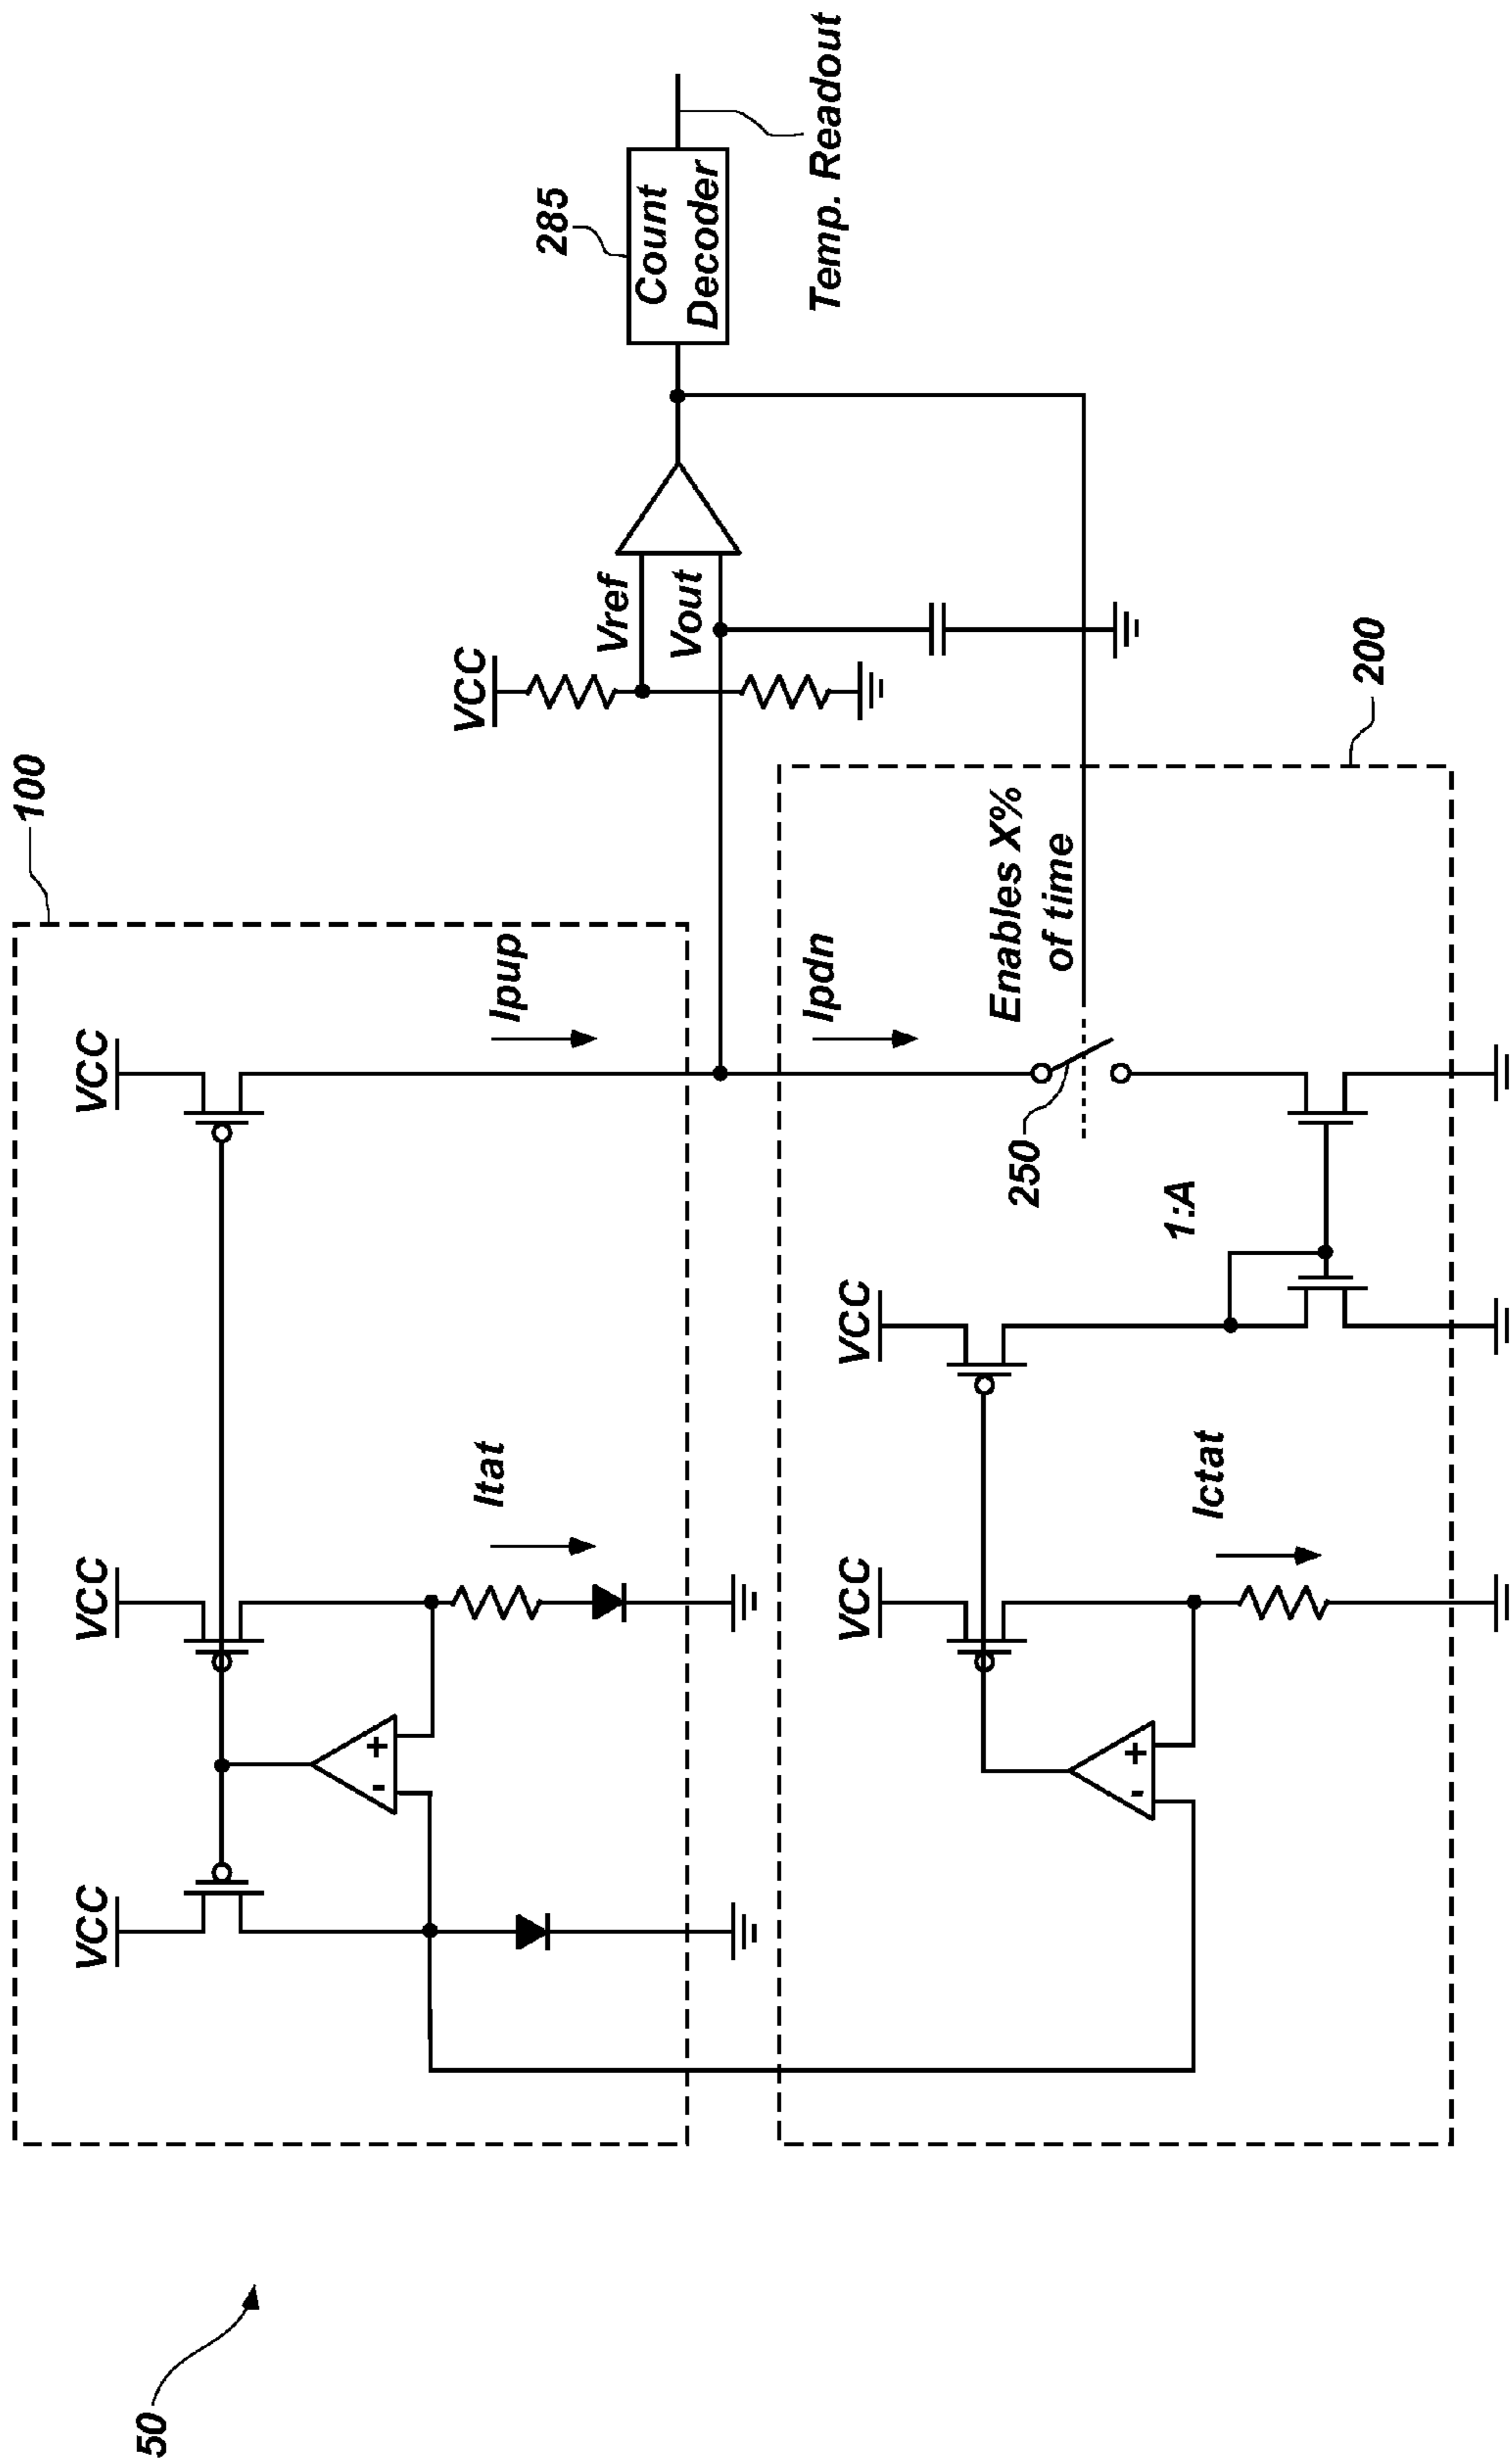 50
100
VCC
VCC
VCC
-
+
Itat
Ipup
VCC
Vref
Vout
285
Count
Decoder
Temp. Readout
200
VCC
VCC
-
+
Ictat
1:A
250
Ipdn
Enables X%
of time